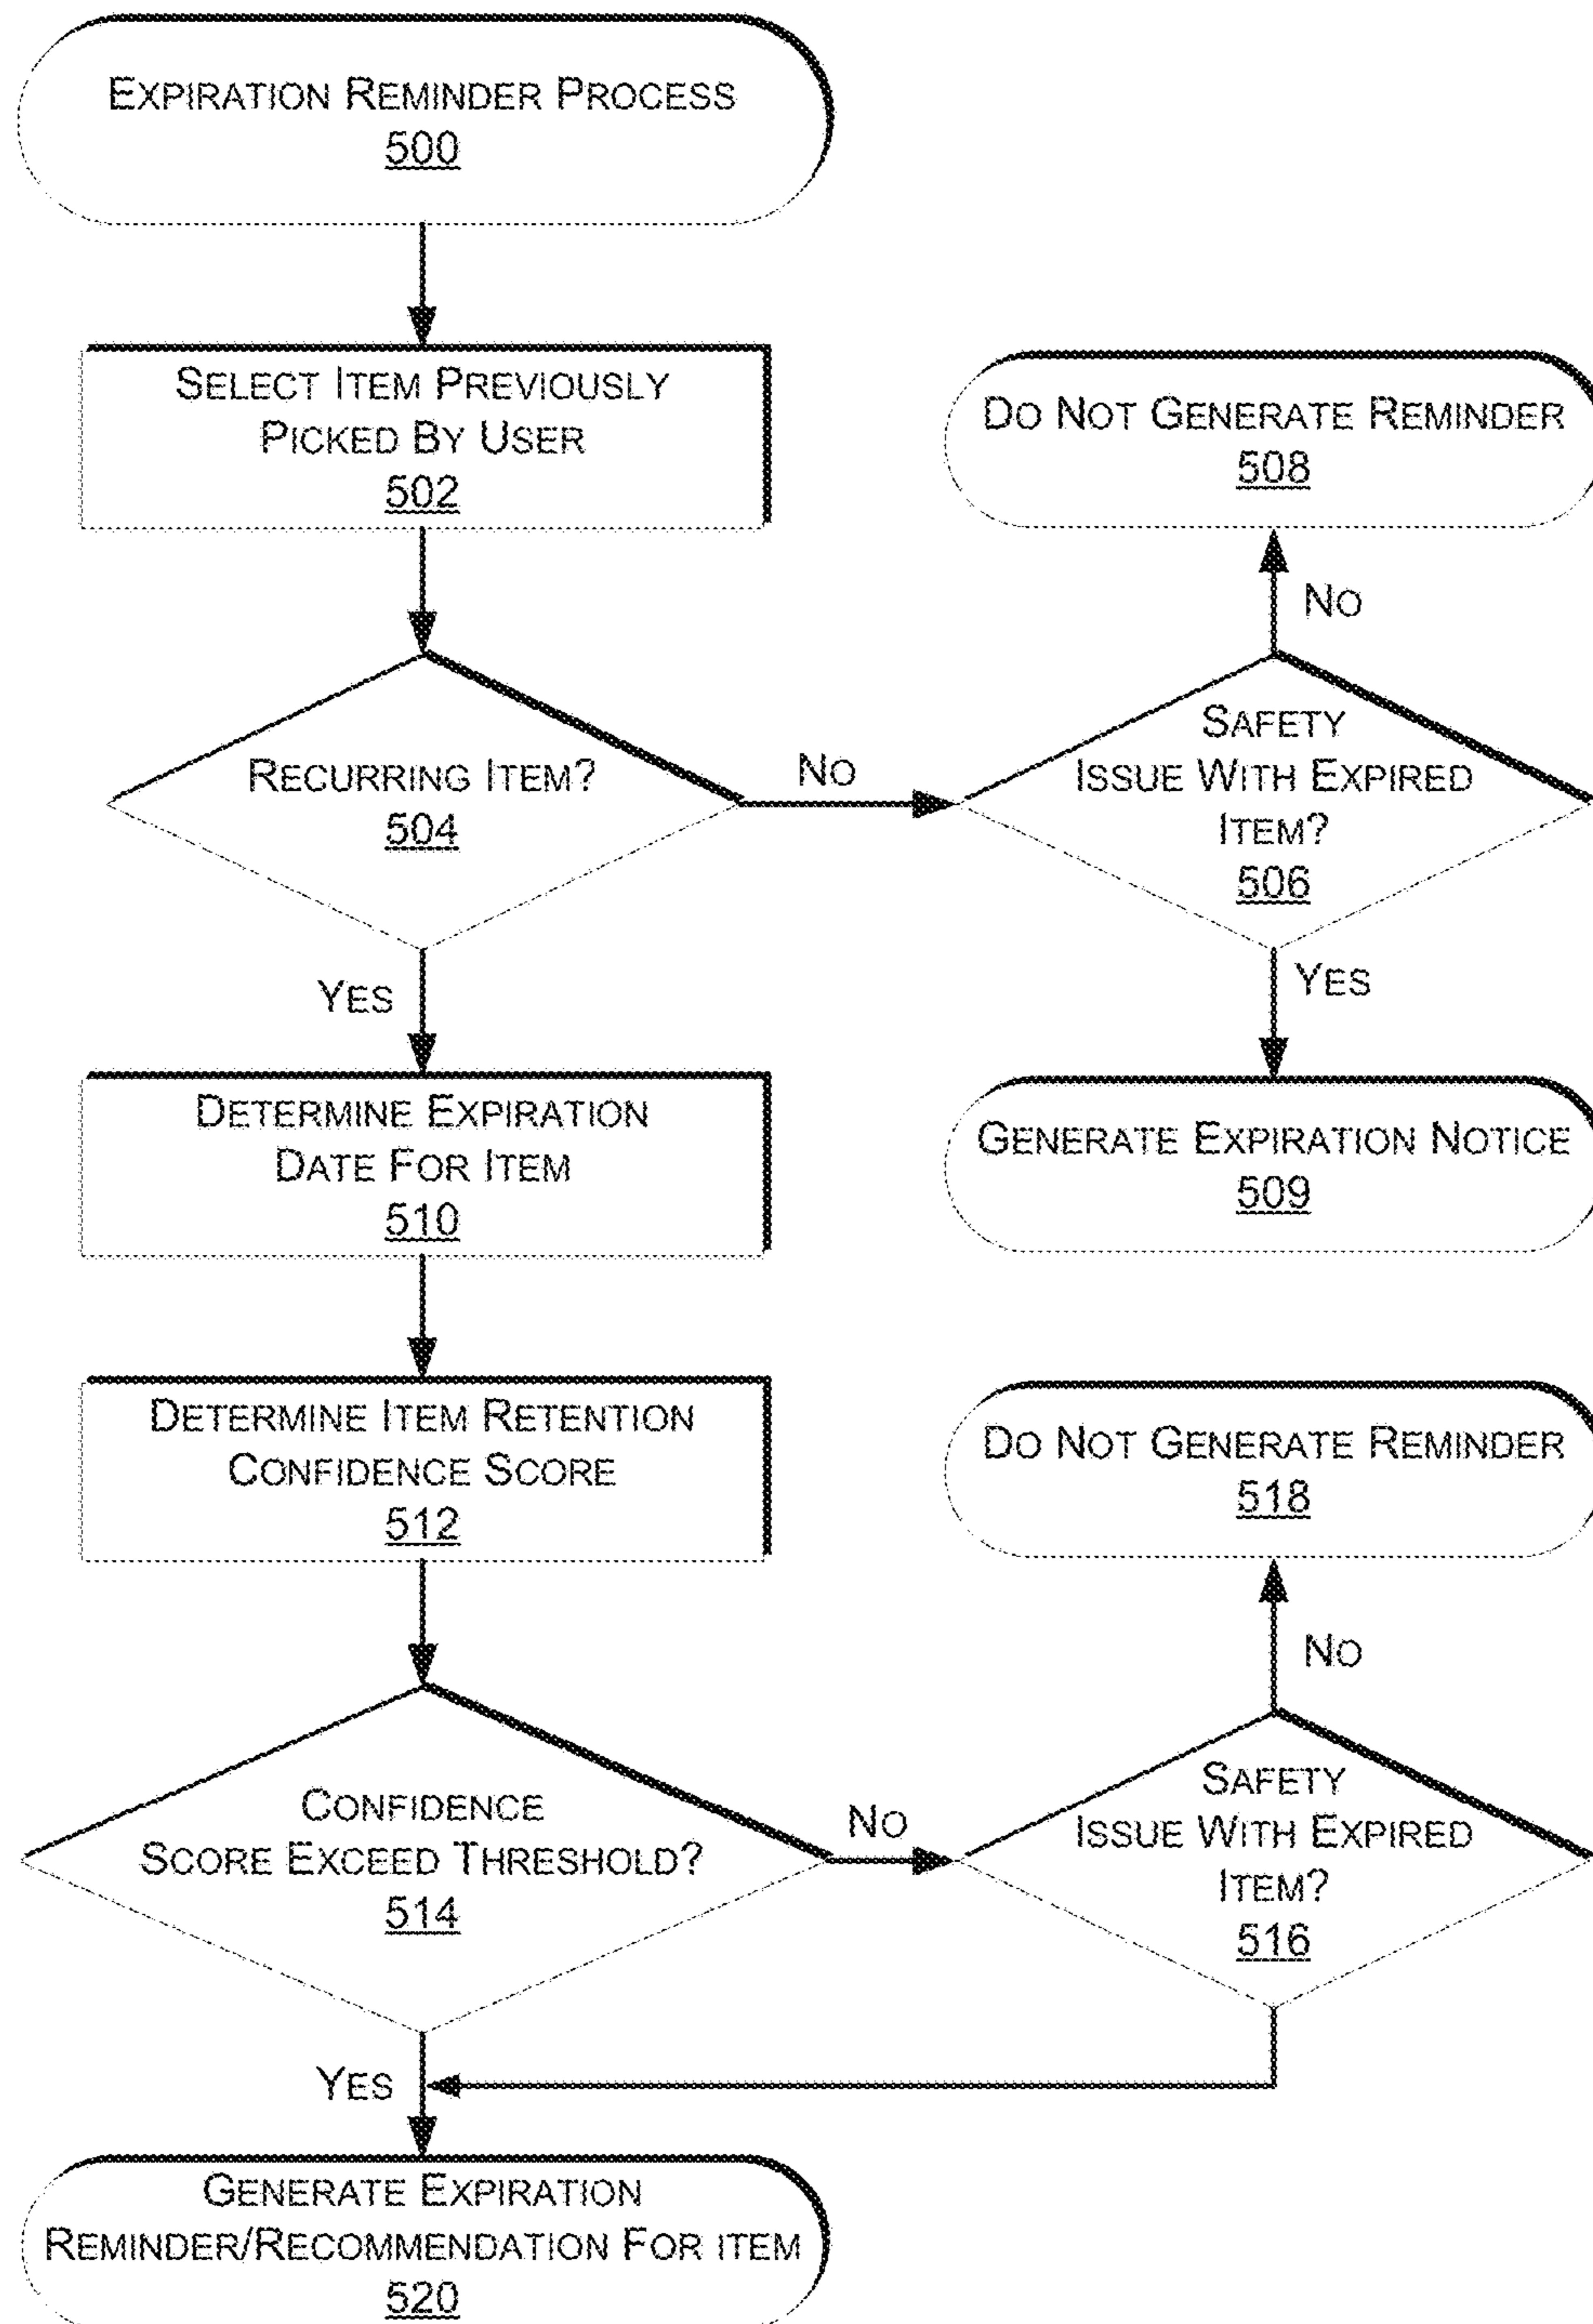 EXPIRATION REMINDER PROCESS
500
SELECT ITEM PREVIOUSLY
PICKED BY USER
502
DO NOT GENERATE REMINDER
508
NO
RECURRING ITEM?
504
NO
SAFETY
ISSUE WITH EXPIRED
ITEM?
506
YES
YES
DETERMINE EXPIRATION
DATE FOR ITEM
510
GENERATE EXPIRATION NOTICE
509
DETERMINE ITEM RETENTION
CONFIDENCE SCORE
512
DO NOT GENERATE REMINDER
518
NO
CONFIDENCE
SCORE EXCEED THRESHOLD?
514
NO
SAFETY
ISSUE WITH EXPIRED
ITEM?
516
YES
GENERATE EXPIRATION
REMINDER/RECOMMENDATION FOR ITEM
520